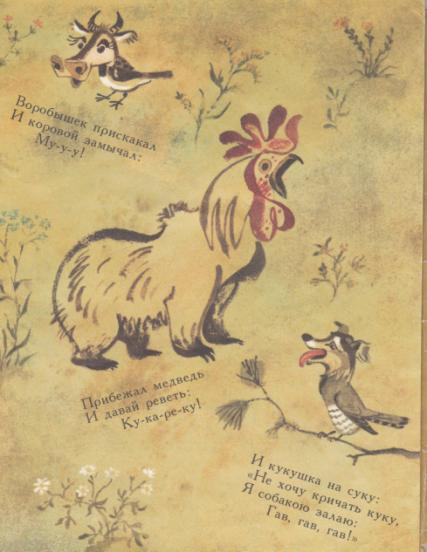 Воробышек прискакал
И коровой замычал:
Му-у-у!
Прибежал медведь
И давай реветь:
Ку-ка-ре-ку!
И кукушка на суку:
«Не хочу кричать куку,
Я собакою залаю:
Гав, гав, гав!»